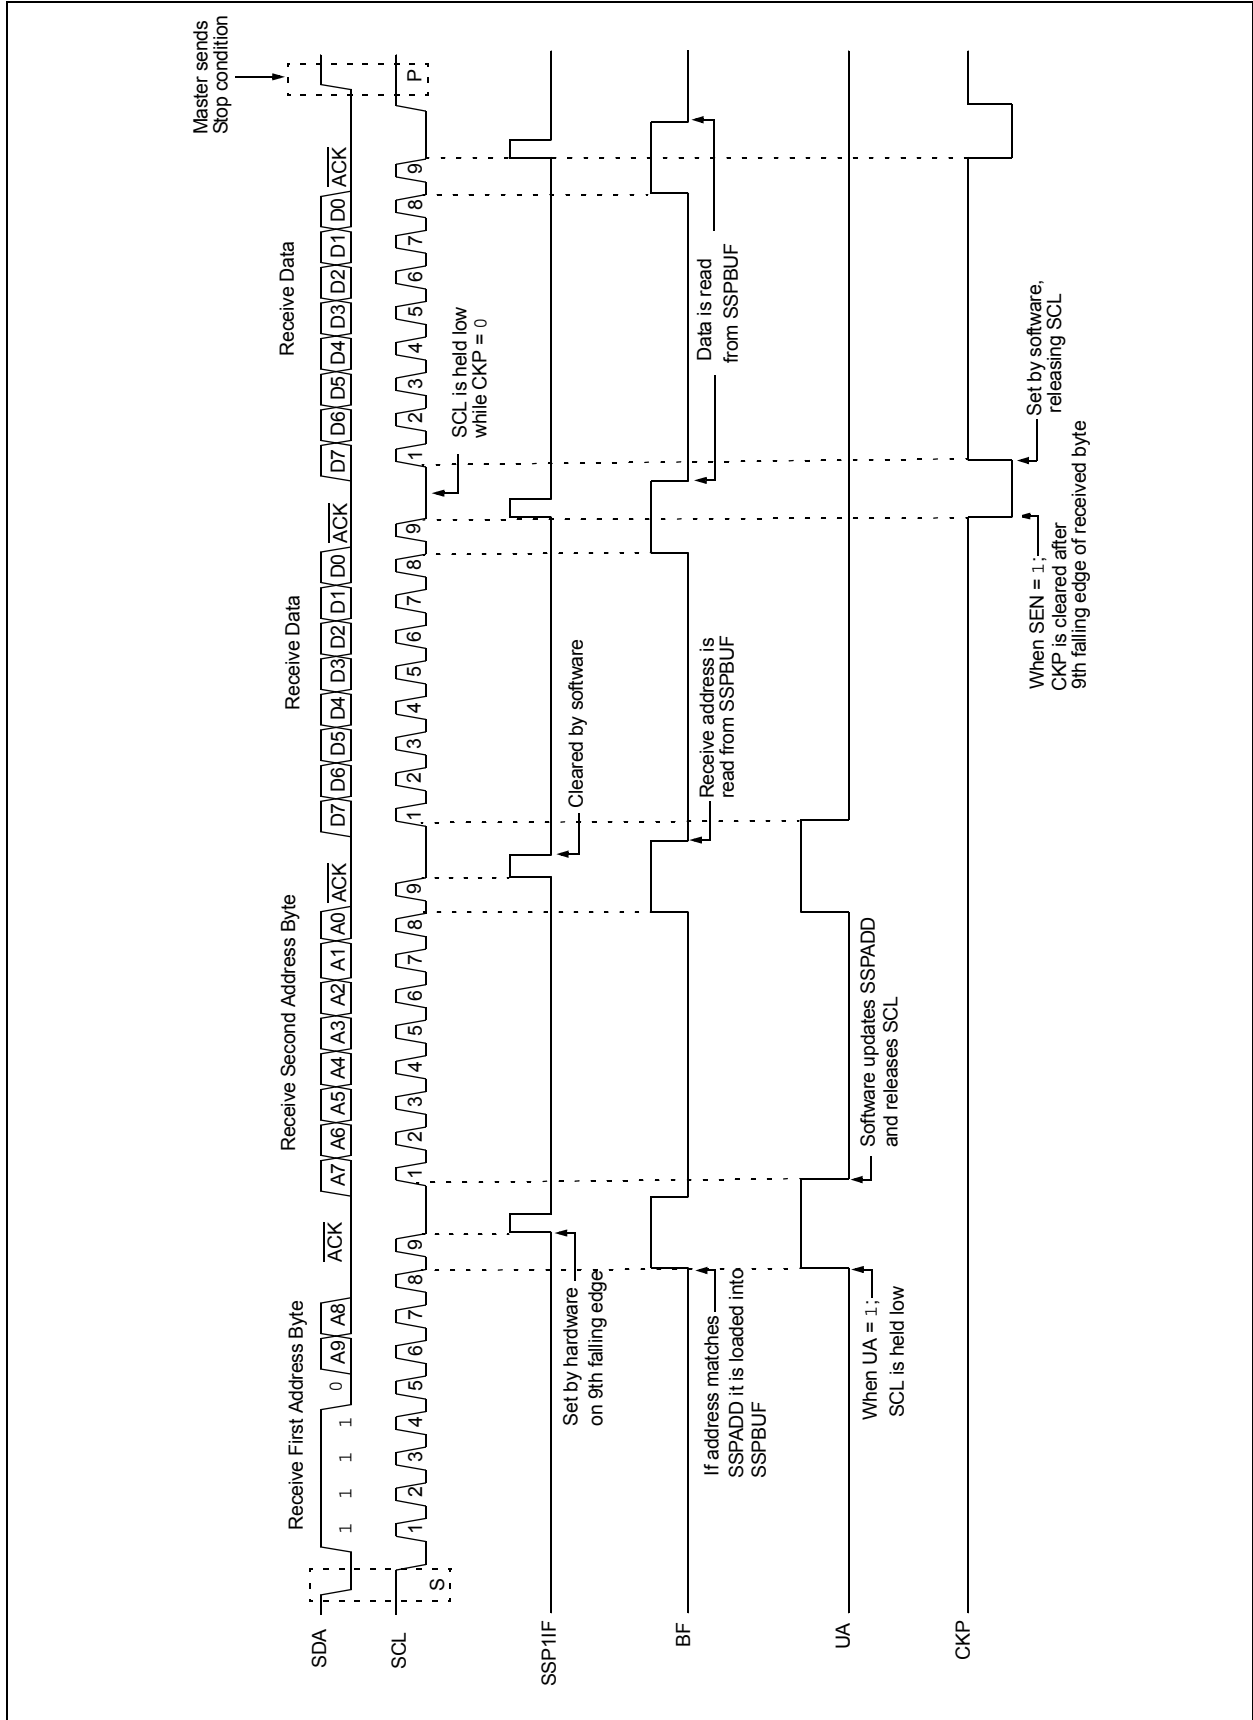 Master sends
Stop condition
Receive First Address Byte
Receive Second Address Byte
Receive Data
Receive Data
SDA
1 1 1 1 0 A9 A8 ACK
A7 A6 A5 A4 A3 A2 A1 A0 ACK
D7 D6 D5 D4 D3 D2 D1 D0 ACK
D7 D6 D5 D4 D3 D2 D1 D0 ACK
SCL
S
1 2 3 4 5 6 7 8 9
1 2 3 4 5 6 7 8 9
1 2 3 4 5 6 7 8 9
1 2 3 4 5 6 7 8 9
P
SCL is held low
while CKP = 0
SSP1IF
Set by hardware
on 9th falling edge
Cleared by software
BF
If address matches
SSPADD it is loaded into
SSPBUF
Receive address is
read from SSPBUF
Data is read
from SSPBUF
UA
When UA = 1;
SCL is held low
Software updates SSPADD
and releases SCL
CKP
When SEN = 1;
CKP is cleared after
9th falling edge of received byte
Set by software,
releasing SCL